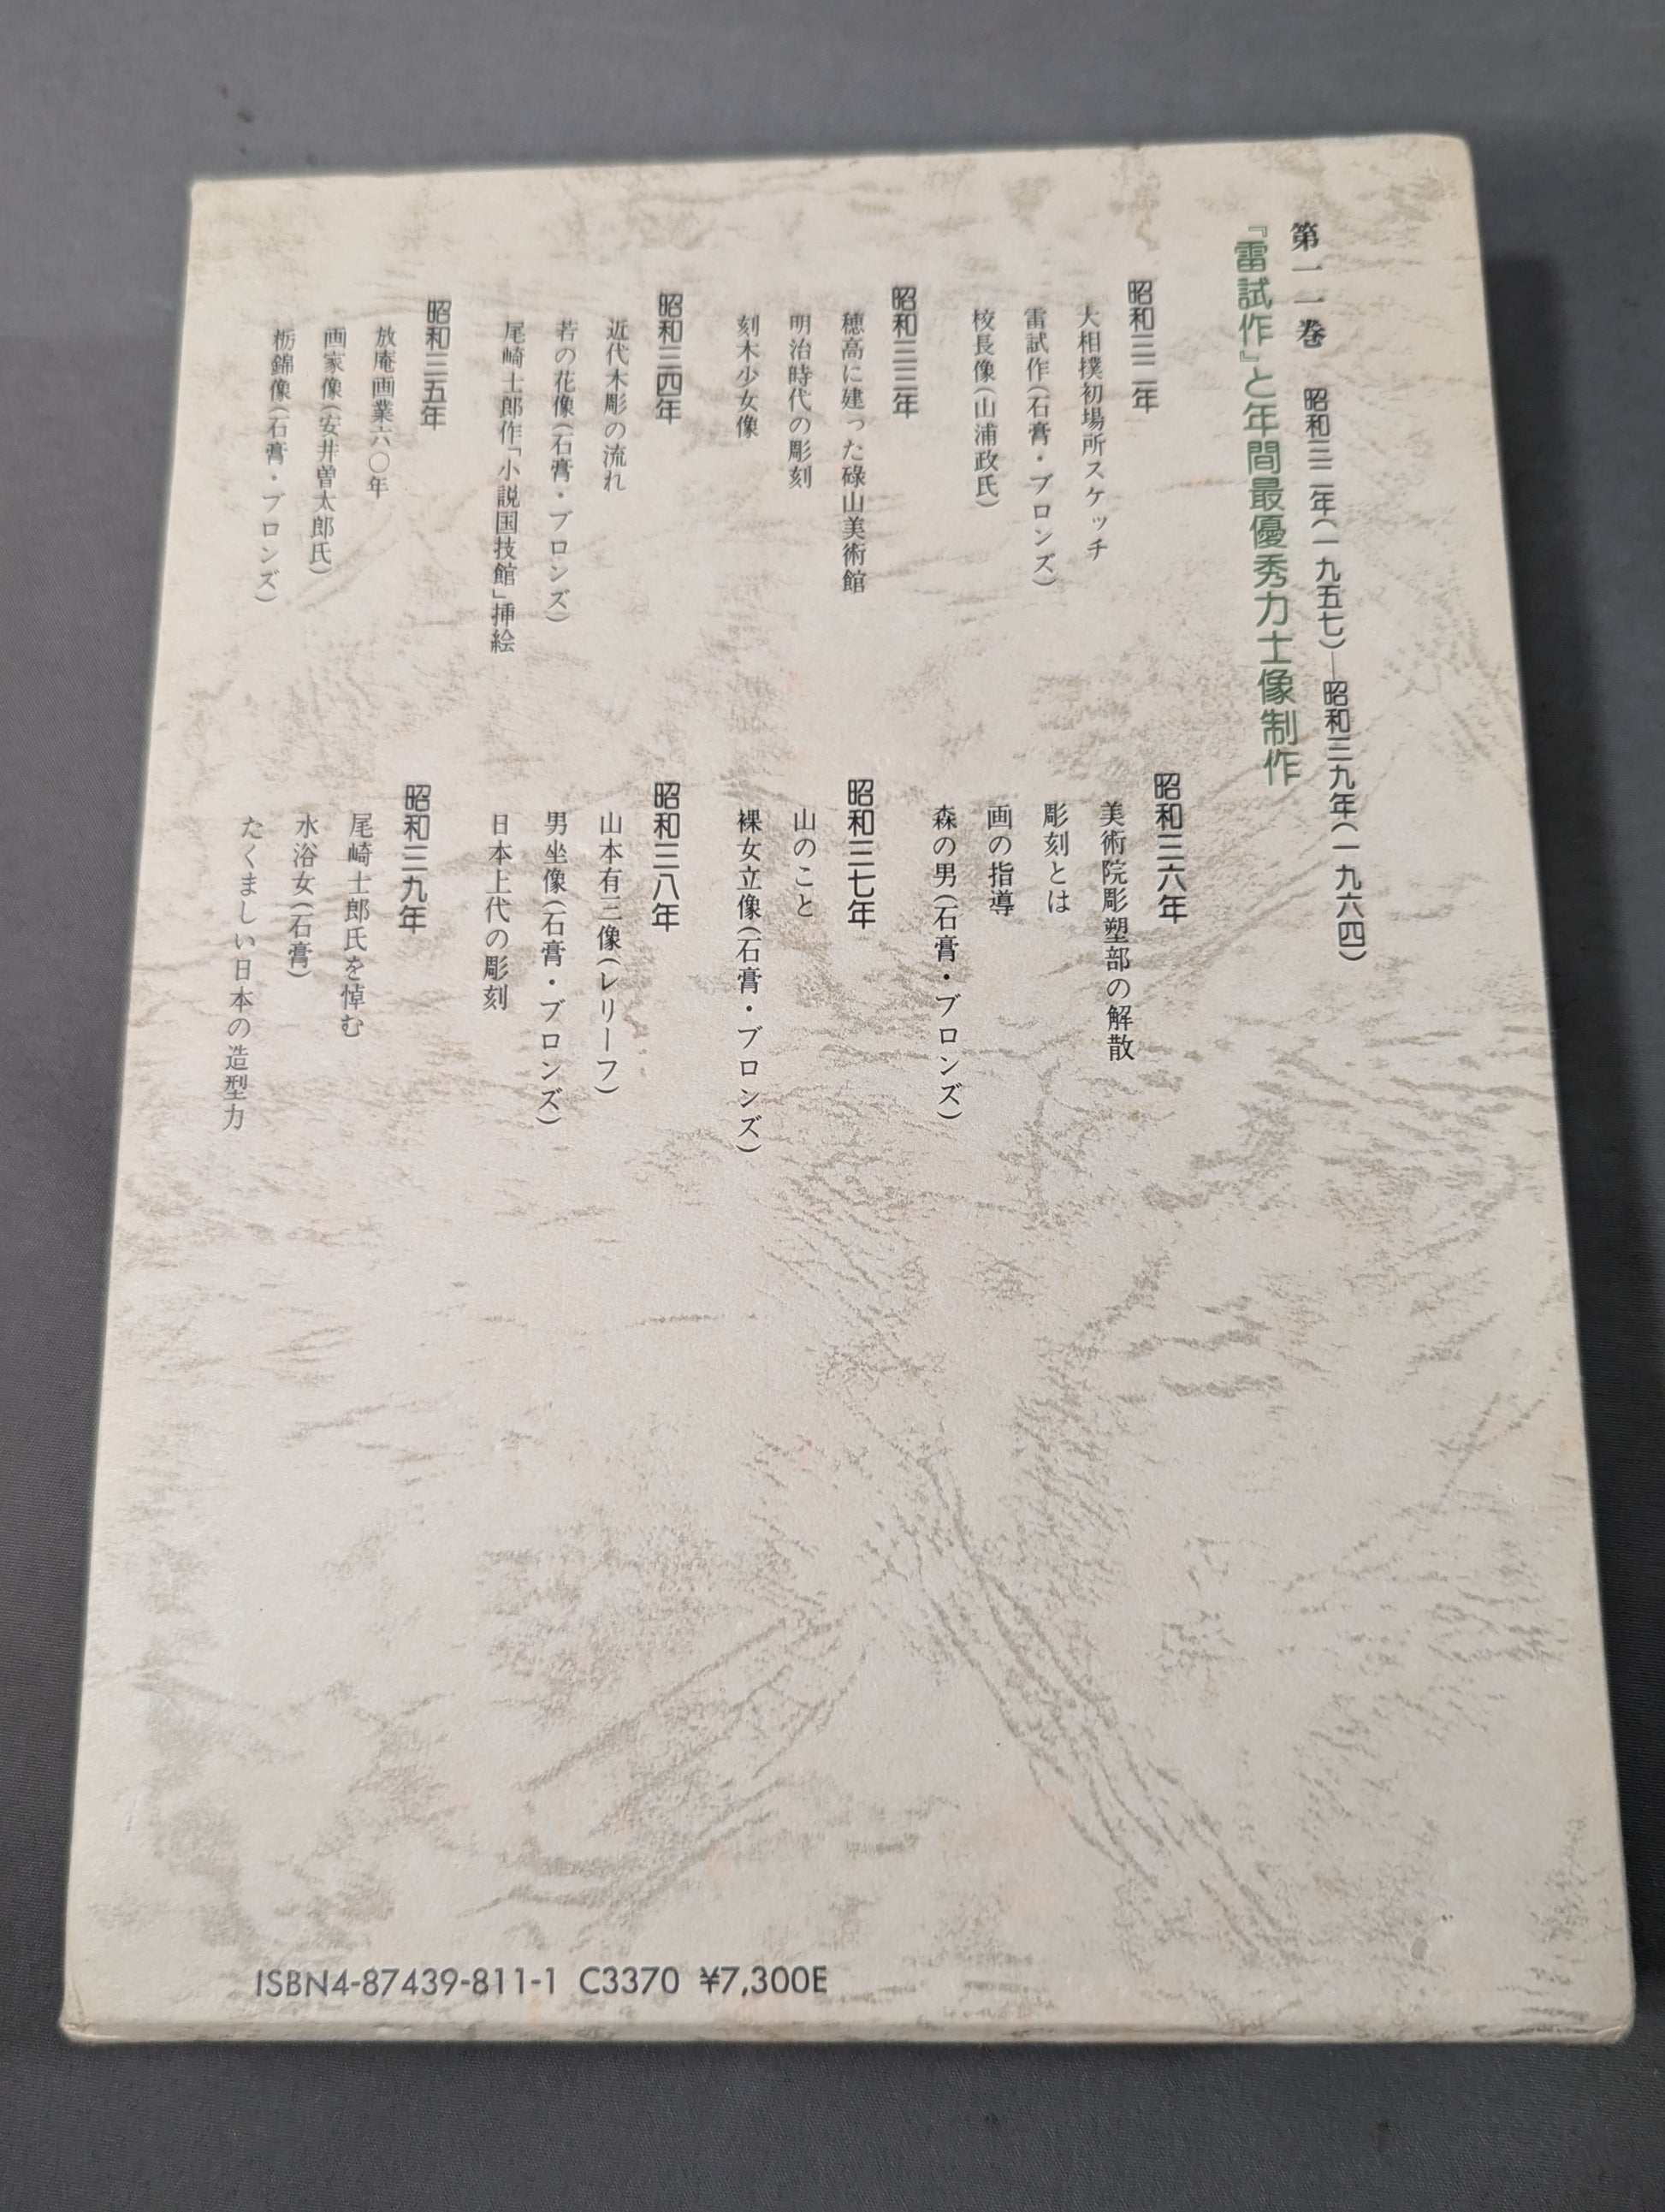 第一一巻　昭和三二年(一九五七)―昭和三九年(一九六四)
『雷試作』と年間最優秀力士像制作
昭和三二年
大相撲初場所スケッチ
雷試作(石膏・ブロンズ)
校長像(山浦政氏)
昭和三三年
穂高に建った碌山美術館
明治時代の彫刻
刻木少女像
昭和三四年
近代木彫の流れ
若の花像(石膏・ブロンズ)
尾崎士郎作「小説国技館」挿絵
昭和三五年
放庵画業六〇年
画家像(安井曽太郎氏)
栃錦像(石膏・ブロンズ)
昭和三六年
美術院彫塑部の解散
彫刻とは
画の指導
森の男(石膏・ブロンズ)
昭和三七年
山のこと
裸女立像(石膏・ブロンズ)
昭和三八年
山本有三像(レリーフ)
男坐像(石膏・ブロンズ)
日本上代の彫刻
昭和三九年
尾崎士郎氏を悼む
水浴女(石膏)
たくましい日本の造型力
ISBN4-87439-811-1 C3370 ¥7,300E